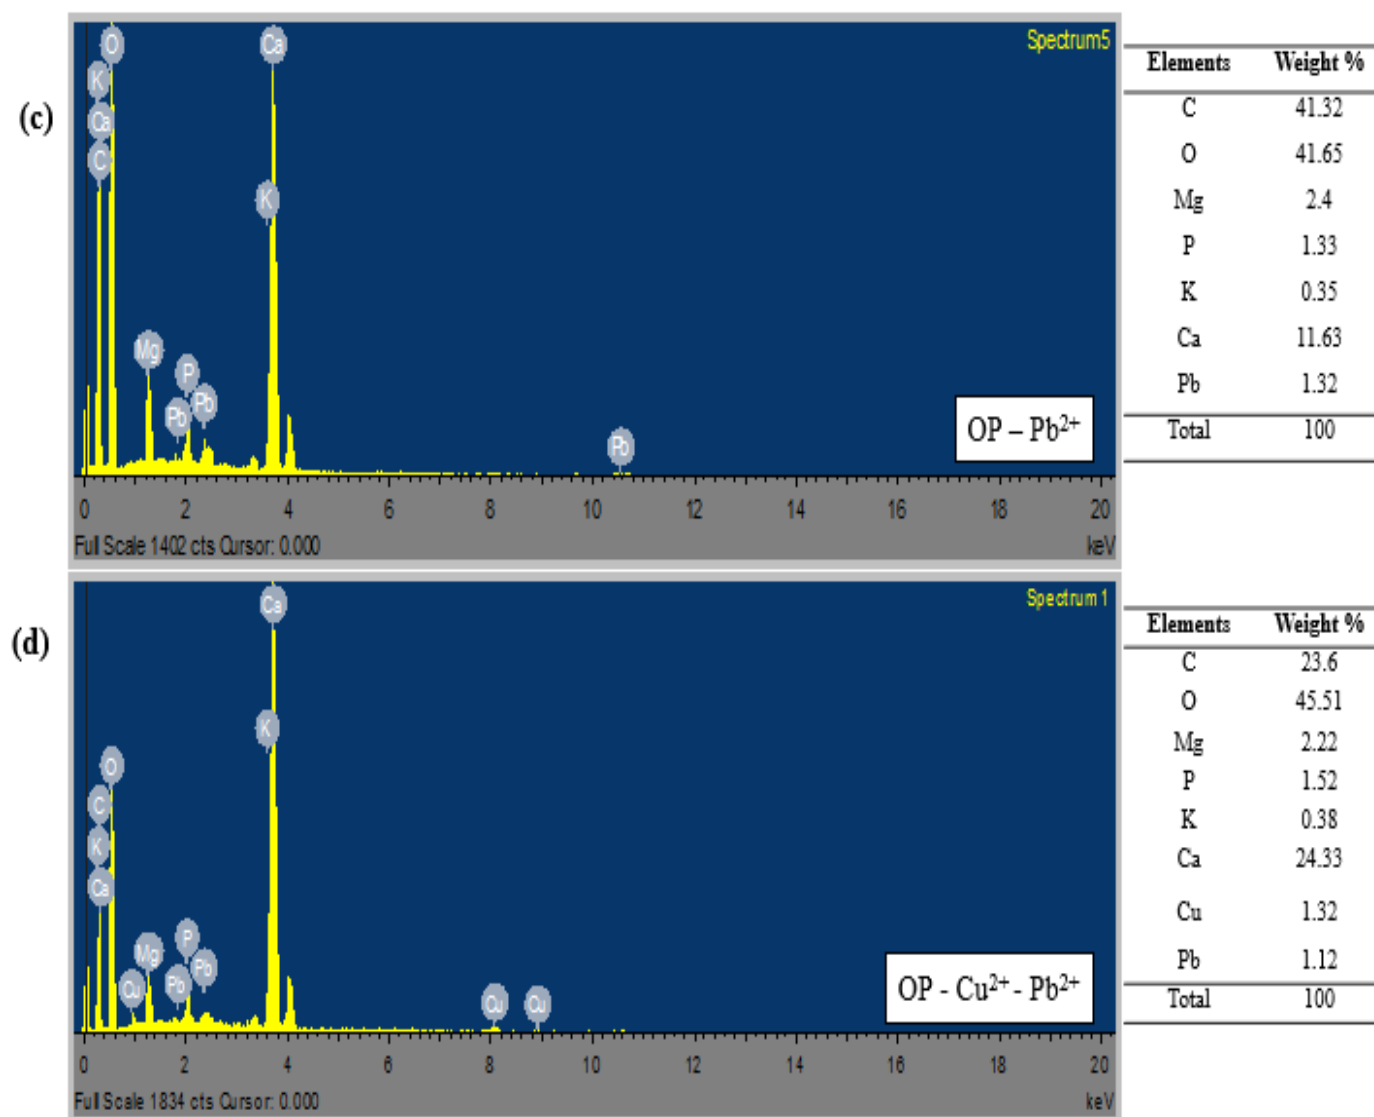 (c)
Spectrum5
O
Ca
K
Ca
C
K
Mg
P
Pb
Pb
Pb
OP – Pb²⁺
0 2 4 6 8 10 12 14 16 18 20
Full Scale 1402 cts Cursor: 0.000 keV
Elements Weight %
C 41.32
O 41.65
Mg 2.4
P 1.33
K 0.35
Ca 11.63
Pb 1.32
Total 100
(d)
Spectrum 1
Ca
K
O
C
K
Ca
P
Mg
Pb
Pb
Cu
Cu
Cu
OP - Cu²⁺- Pb²⁺
0 2 4 6 8 10 12 14 16 18 20
Full Scale 1834 cts Cursor: 0.000 keV
Elements Weight %
C 23.6
O 45.51
Mg 2.22
P 1.52
K 0.38
Ca 24.33
Cu 1.32
Pb 1.12
Total 100